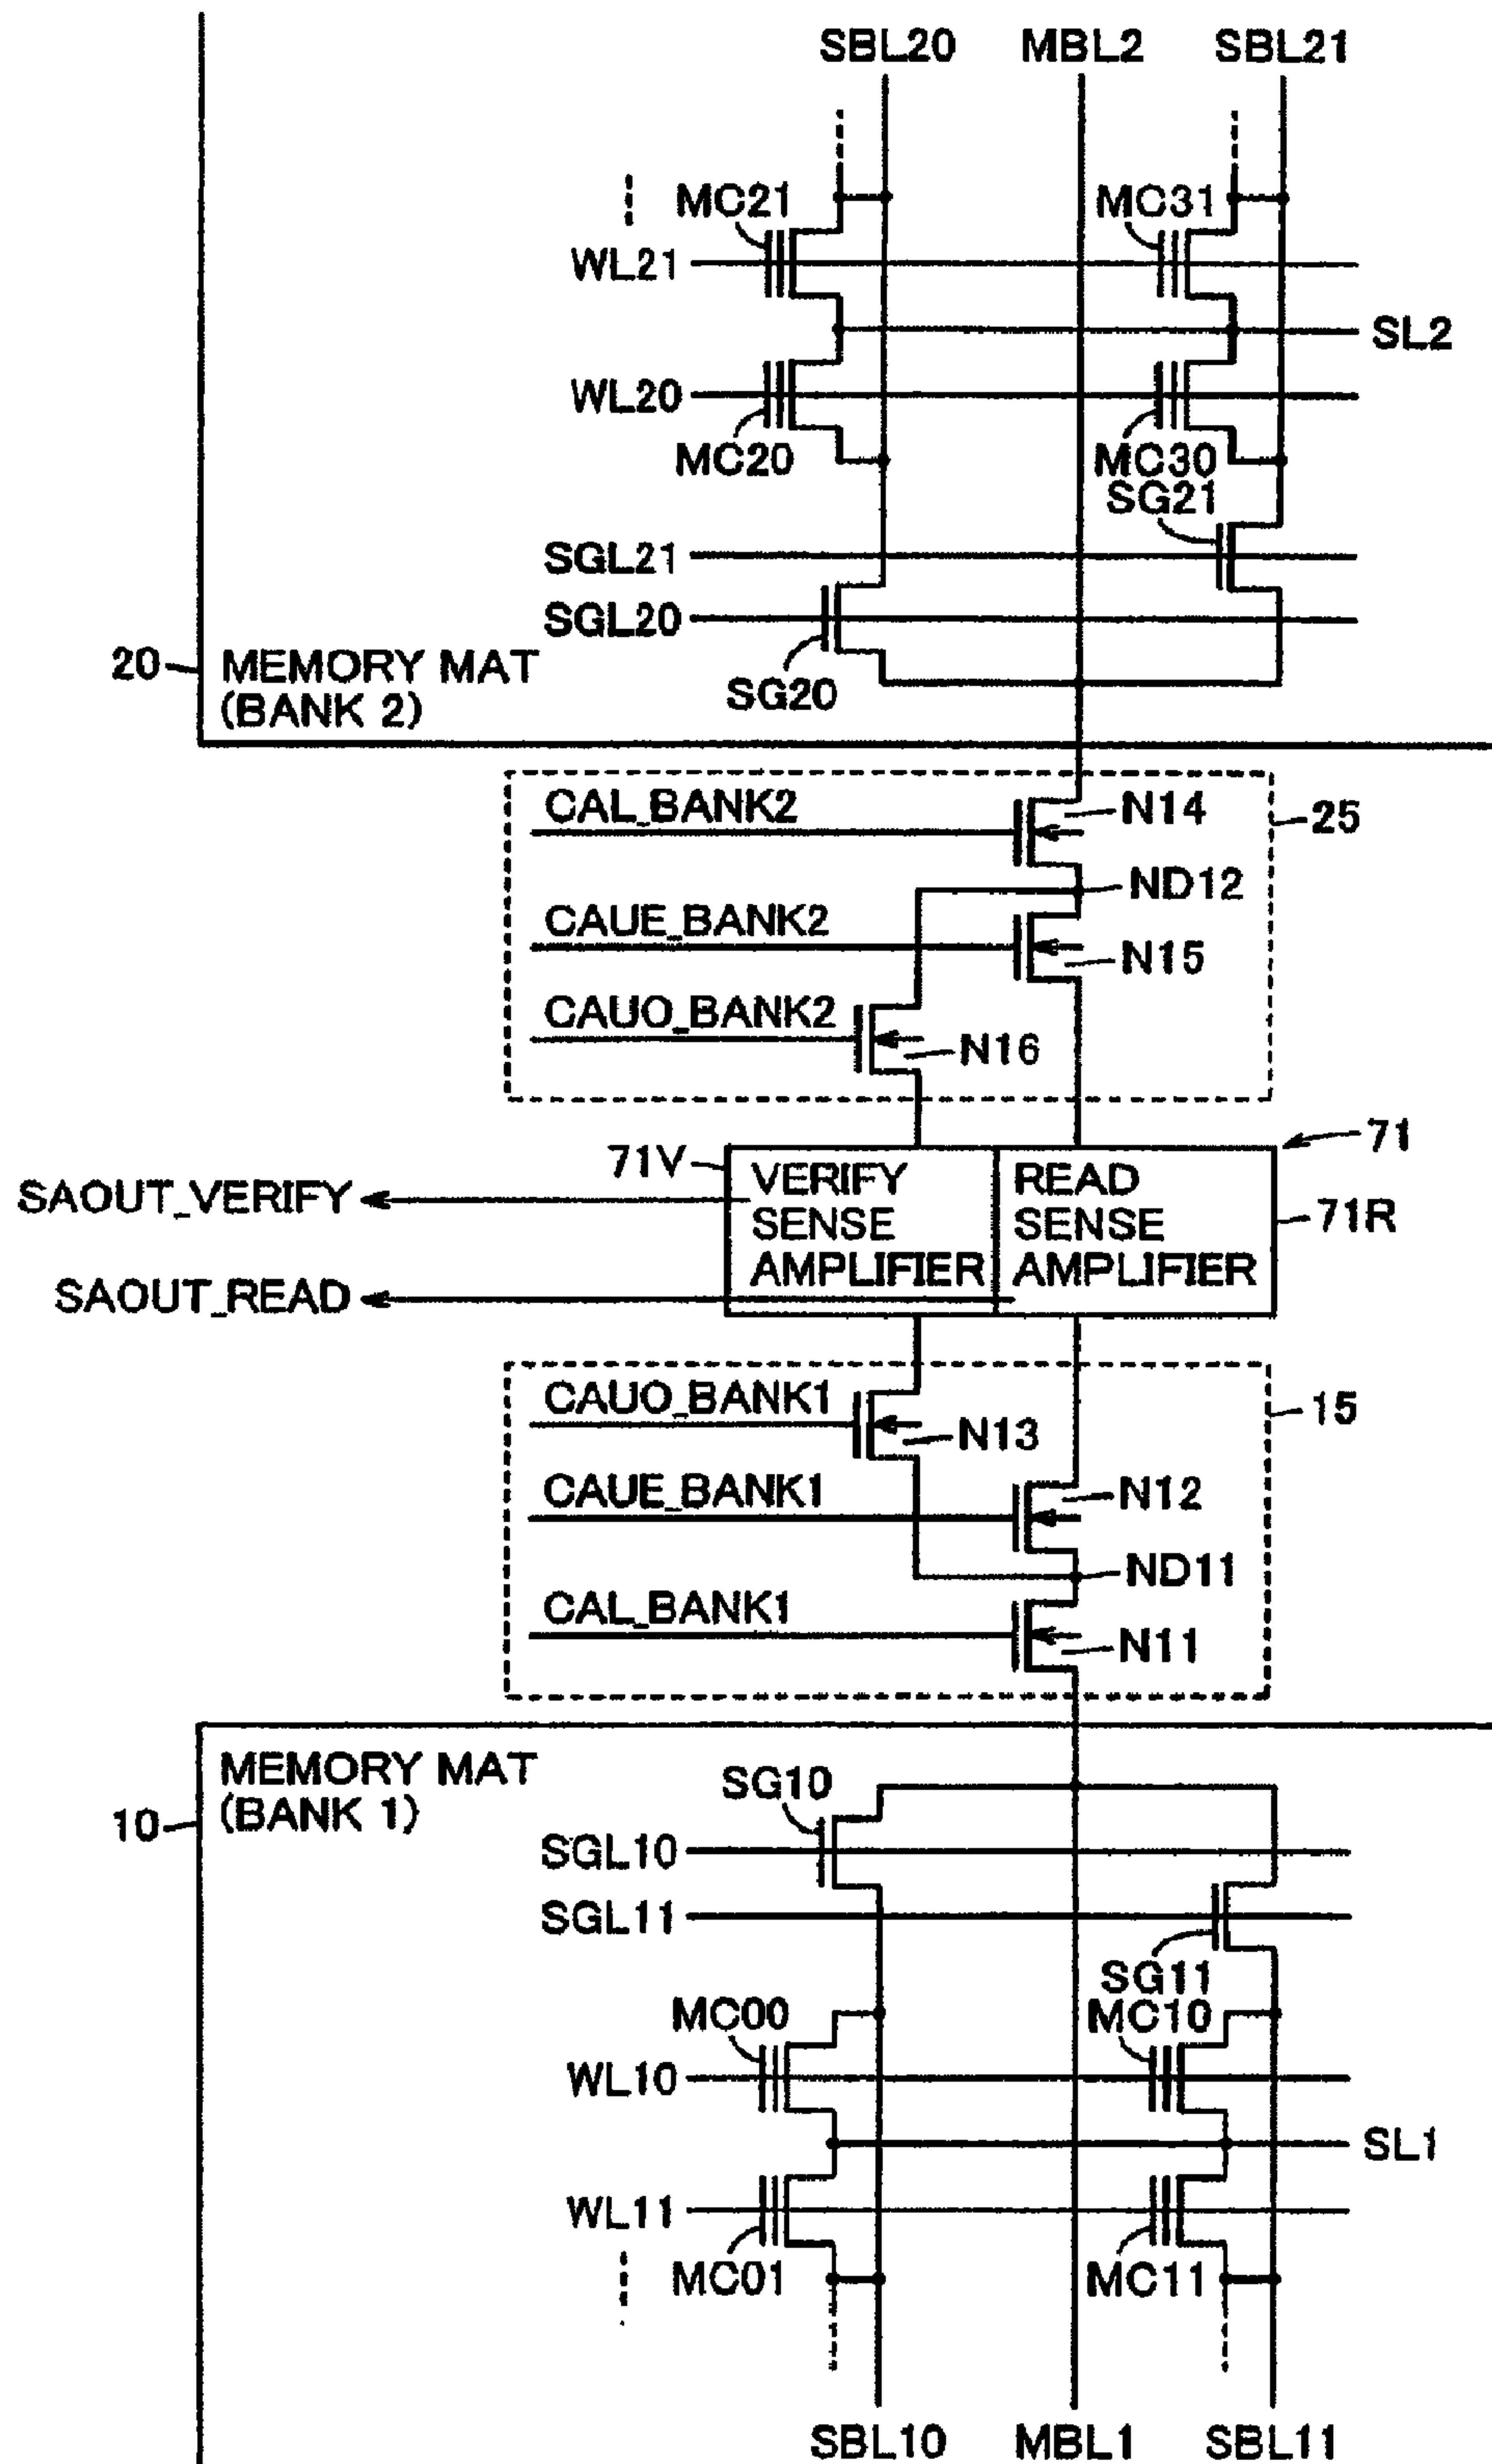 SBL20 MBL2 SBL21
MC21 MC31
WL21
SL2
WL20
MC20 MC30
SG21
SGL21
SGL20
20 MEMORY MAT
(BANK 2)
SG20
CAL_BANK2 N14 25
ND12
CAUE_BANK2
N15
CAUO_BANK2
N16
71
71V VERIFY
SENSE
AMPLIFIER
READ
SENSE
AMPLIFIER
71R
SAOUT_VERIFY
SAOUT_READ
CAUO_BANK1 15
N13
CAUE_BANK1 N12
ND11
CAL_BANK1
N11
MEMORY MAT
10 (BANK 1)
SG10
SGL10
SGL11
SG11
MC00 MC10
WL10
SL1
WL11
MC01 MC11
SBL10 MBL1 SBL11